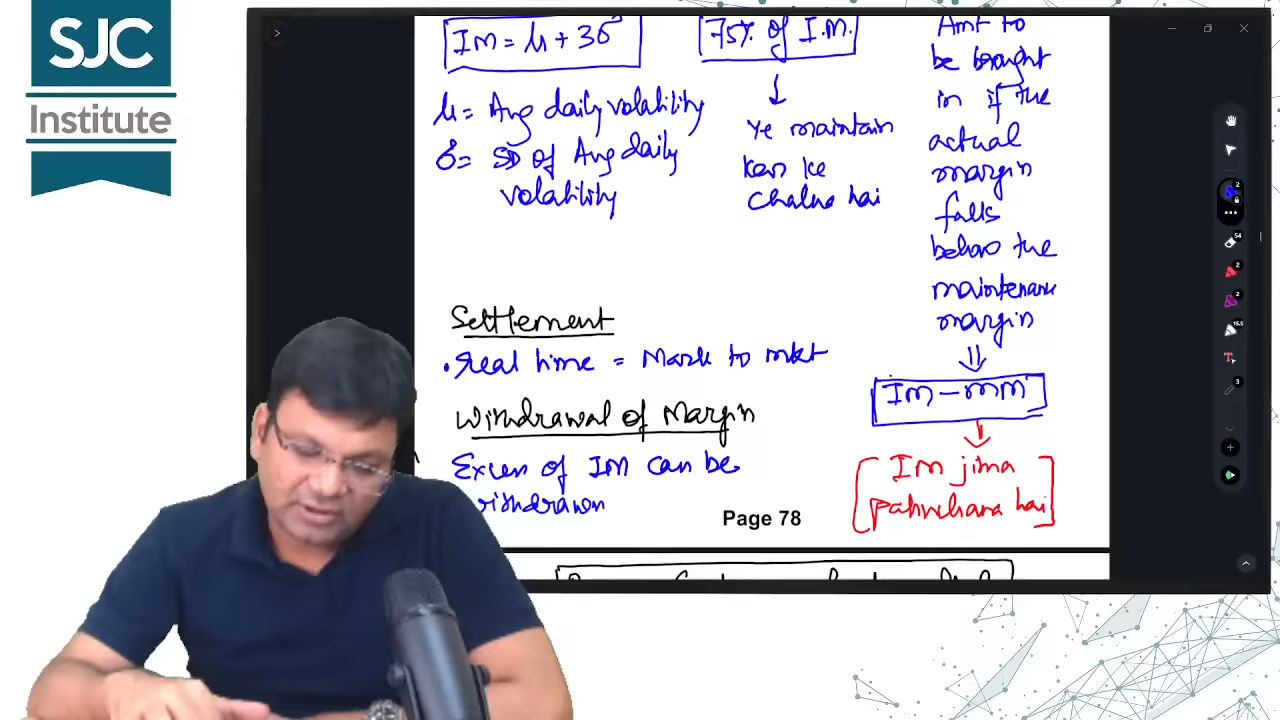 SJC
Institute
IM = μ + 3σ
μ = Avg daily volatility
σ = SD of Avg daily
volatility
75% of I.M.
Ye maintain
kar ke
chalna hai
Amt to
be brought
in if the
actual
margin
falls
below the
maintenance
margin
IM - MM
IM jitna
pahuchana hai
Settlement
• Real time = Mark to mkt
Withdrawal of Margin
Excess of IM can be
withdrawn
Page 78